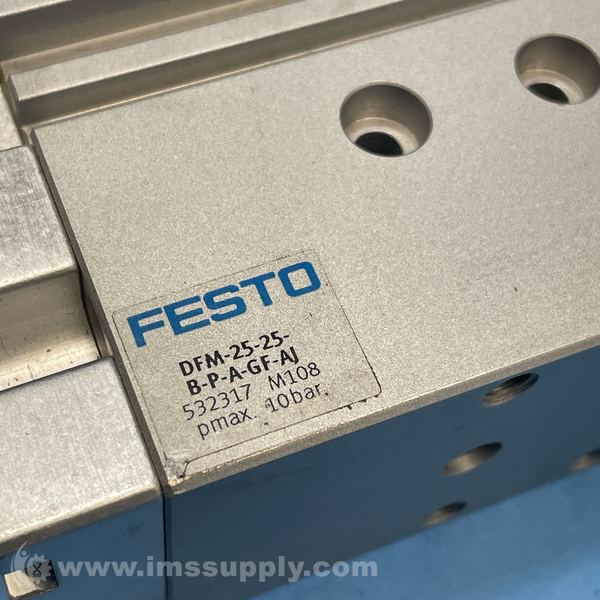 FESTO
DFM-25-25-
B-P-A-GF-AJ
532317 M108
pmax. 10bar.
www.imssupply.com